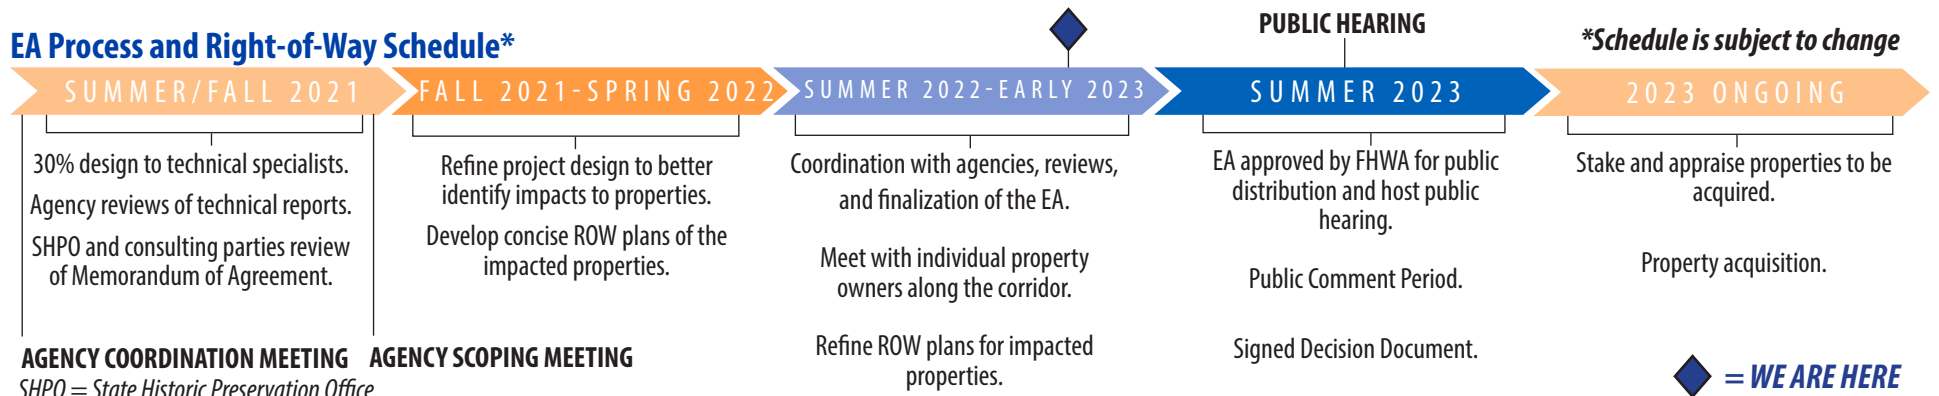 EA Process and Right-of-Way Schedule*
PUBLIC HEARING
*Schedule is subject to change
SUMMER/FALL 2021
FALL 2021-SPRING 2022
SUMMER 2022-EARLY 2023
SUMMER 2023
2023 ONGOING
30% design to technical specialists.
Agency reviews of technical reports.
SHPO and consulting parties review
of Memorandum of Agreement.
Refine project design to better
identify impacts to properties.
Develop concise ROW plans of the
impacted properties.
Coordination with agencies, reviews,
and finalization of the EA.
Meet with individual property
owners along the corridor.
Refine ROW plans for impacted
properties.
EA approved by FHWA for public
distribution and host public
hearing.
Public Comment Period.
Signed Decision Document.
Stake and appraise properties to be
acquired.
Property acquisition.
AGENCY COORDINATION MEETING
AGENCY SCOPING MEETING
SHPO = State Historic Preservation Office
= WE ARE HERE